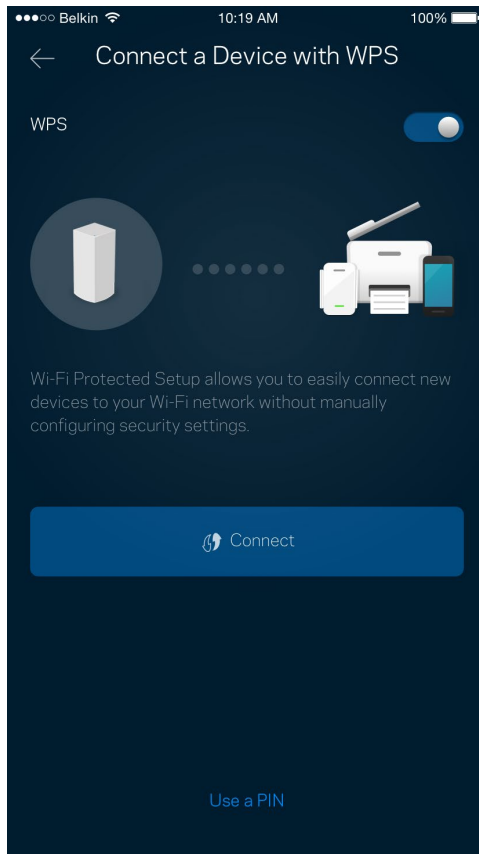 ●●●○○ Belkin 10:19 AM 100%
Connect a Device with WPS
WPS
Wi-Fi Protected Setup allows you to easily connect new
devices to your Wi-Fi network without manually
configuring security settings.
Connect
Use a PIN